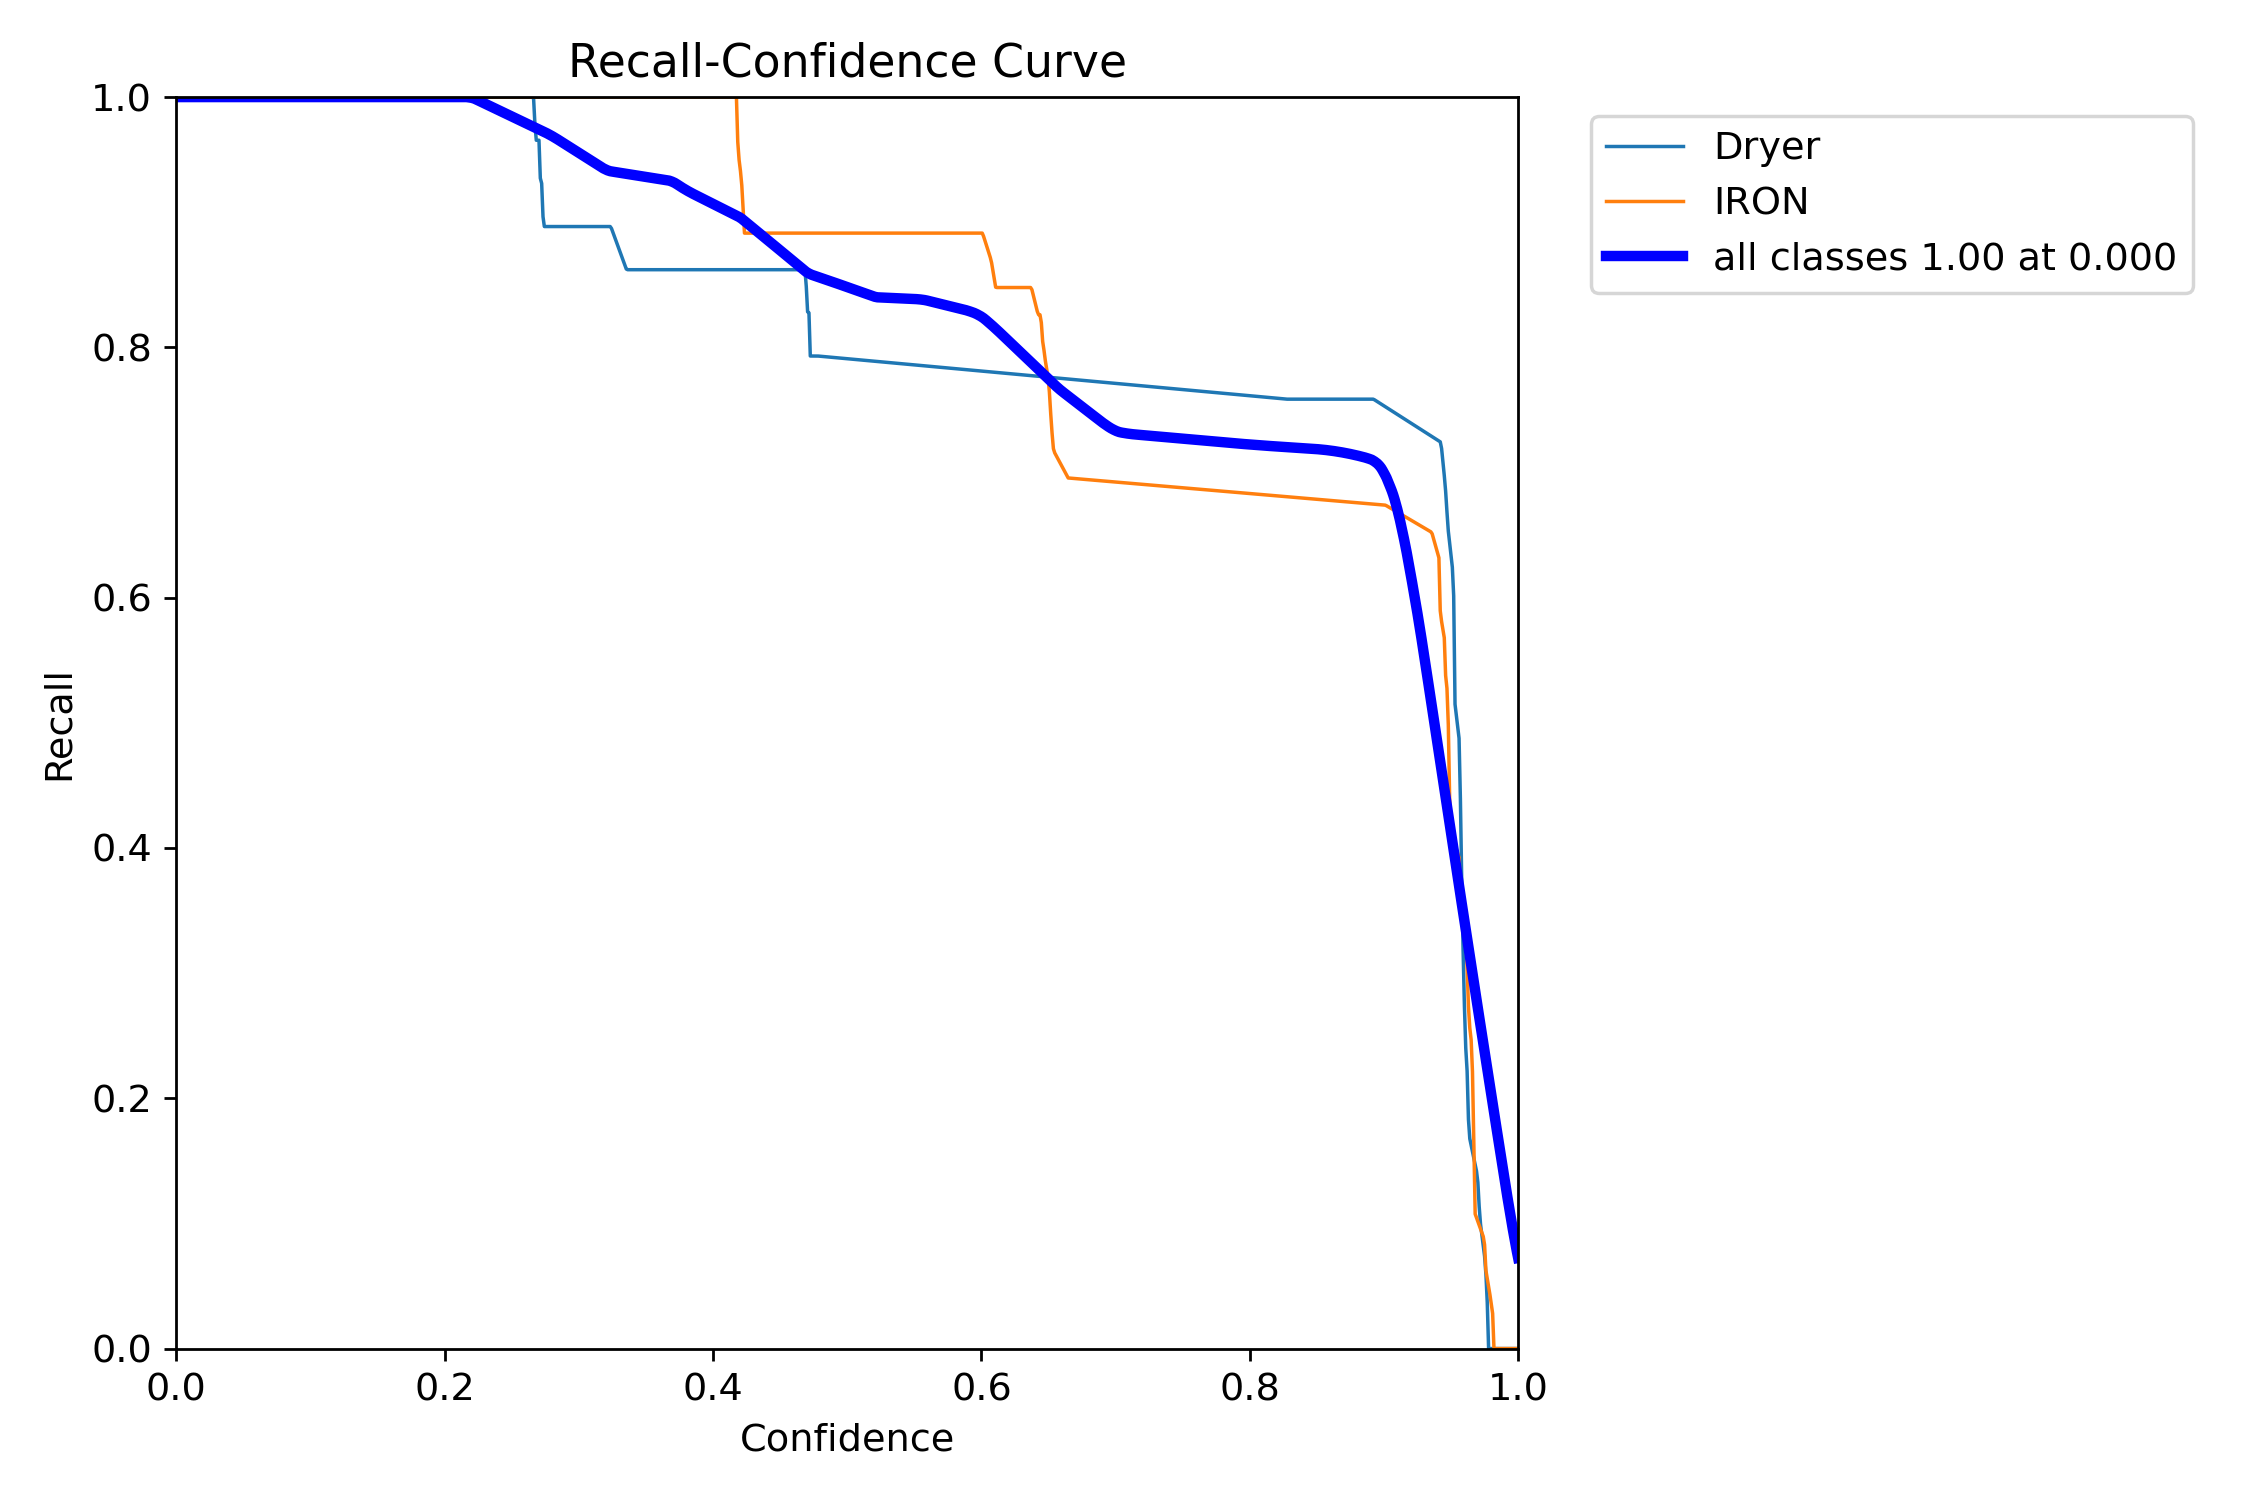 Recall-Confidence Curve
1.0
0.8
0.6
0.4
0.2
0.0
Recall
0.0 0.2 0.4 0.6 0.8 1.0
Confidence
Dryer
IRON
all classes 1.00 at 0.000